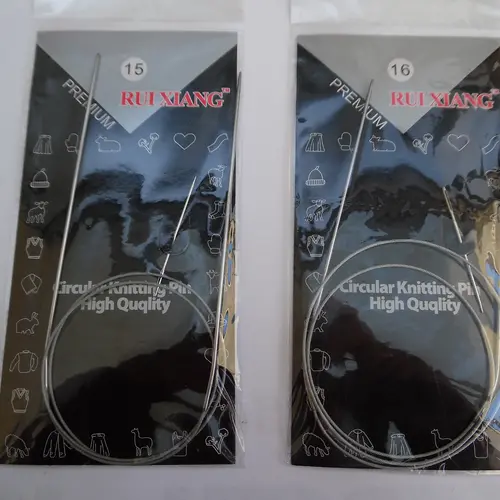 15
PREMIUM
RUI XIANG™
Circular Knitting Pin
High Quqlity
16
PREMIUM
RUI XIANG™
Circular Knitting Pin
High Quqlity